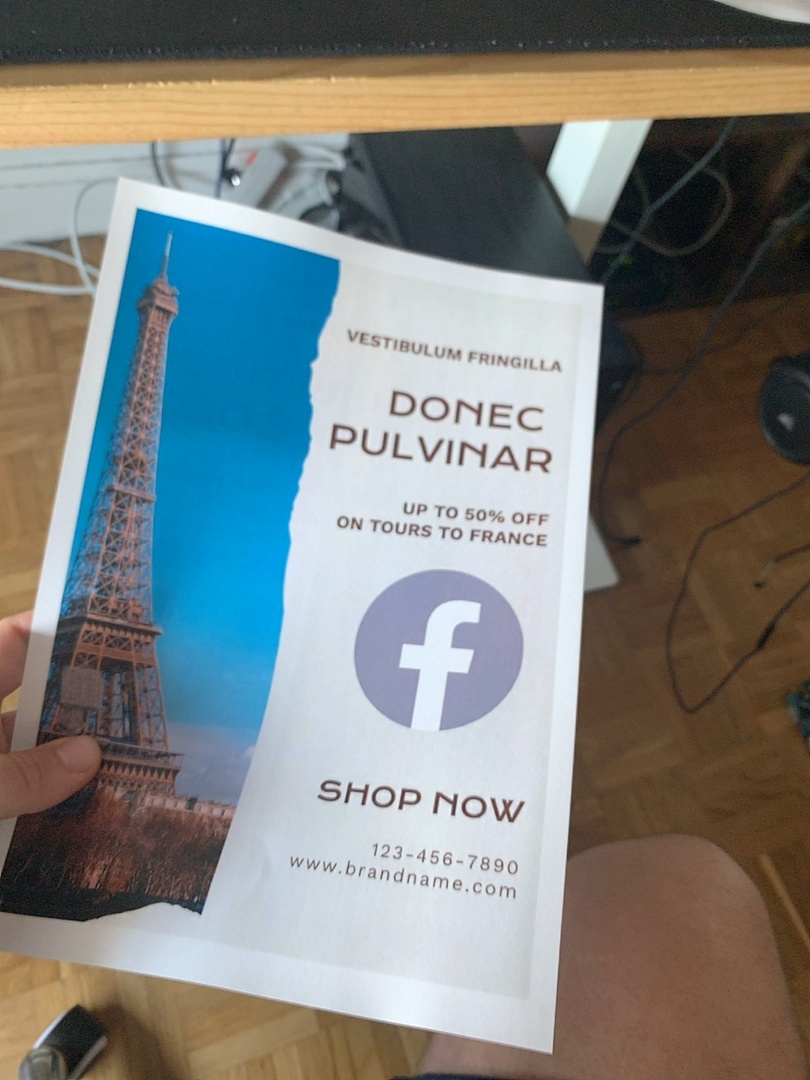 VESTIBULUM FRINGILLA
DONEC
PULVINAR
UP TO 50% OFF
ON TOURS TO FRANCE
f
SHOP NOW
123-456-7890
www.brandname.com